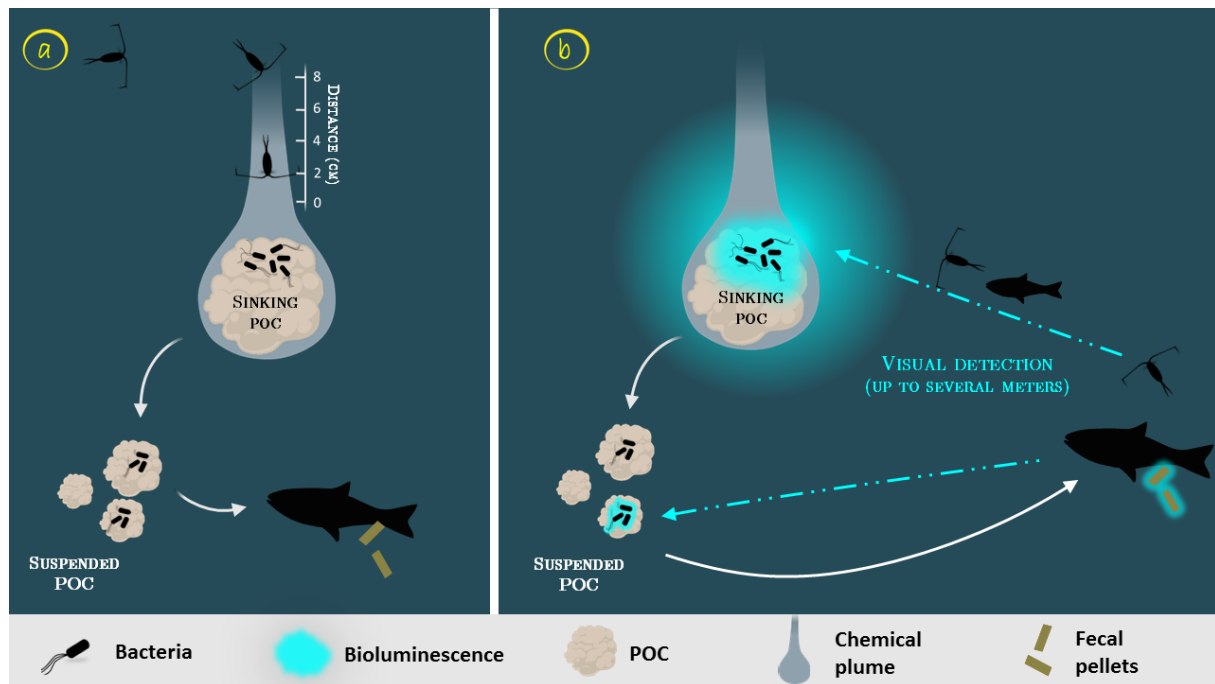 a
8
6
4
2
0
Distance (cm)
Sinking
POC
Suspended
POC
b
Sinking
POC
Visual detection
(up to several meters)
Suspended
POC
Bacteria
Bioluminescence
POC
Chemical
plume
Fecal
pellets